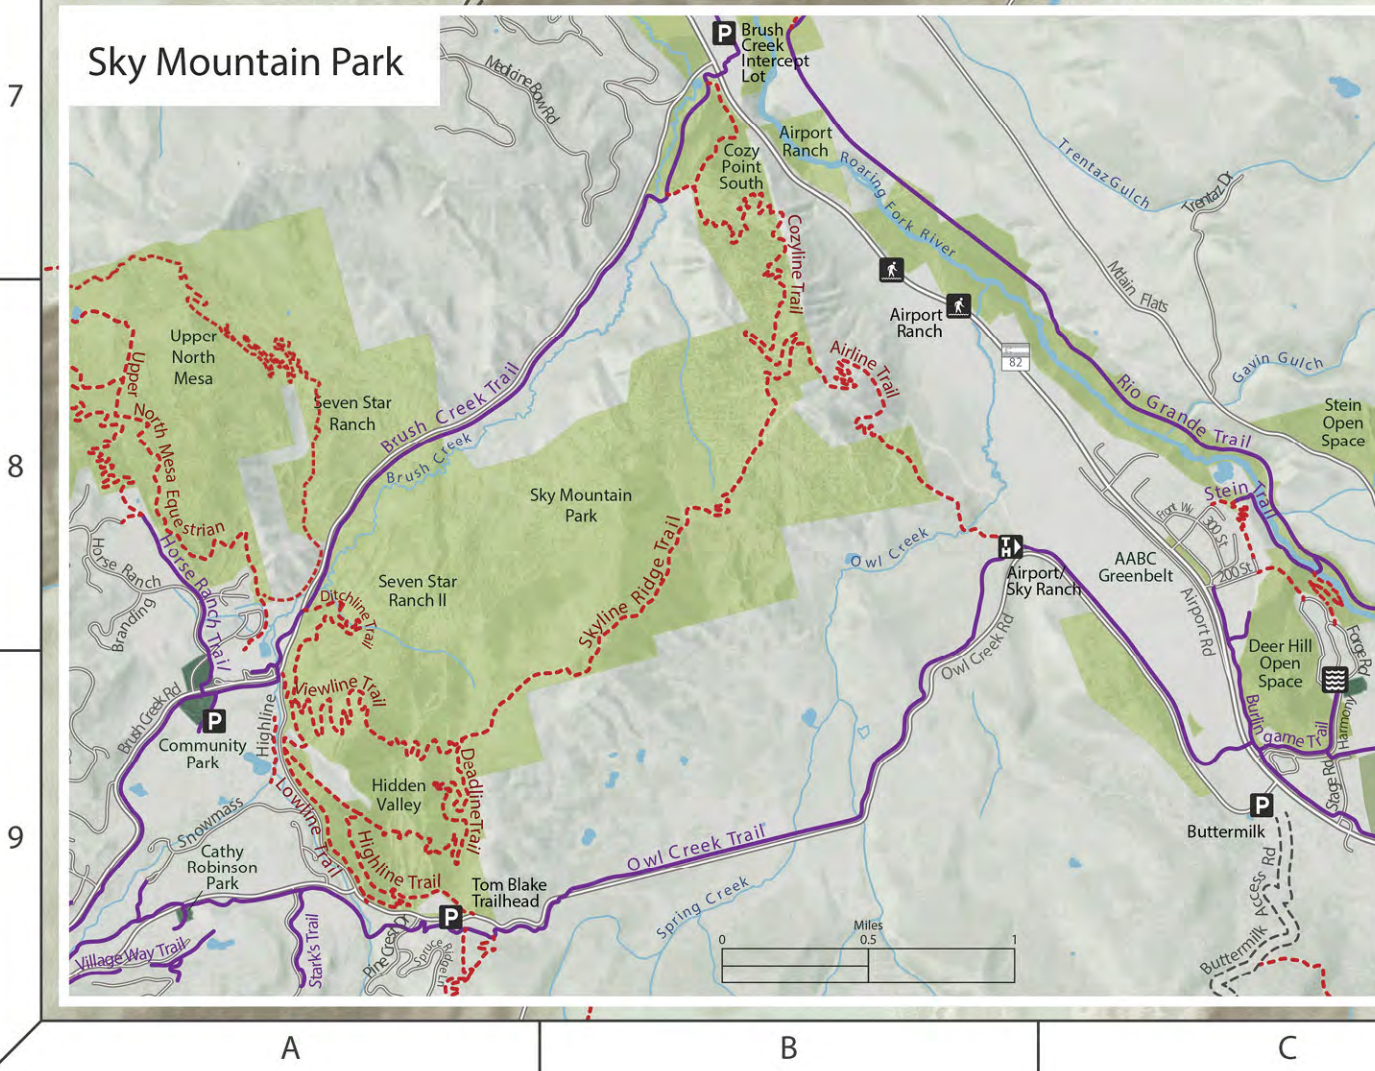 Sky Mountain Park
7
8
9
A
B
C
P
Brush
Creek
Intercept
Lot
Medicine Bow Rd
Airport
Ranch
Cozy
Point
South
Roaring Fork River
Trentaz Gulch
Trentaz Dr
Cozyline Trail
Mclain Flats
Airport
Ranch
82
Gavin Gulch
Upper
North
Mesa
Upper North Mesa Equestrian
Seven Star
Ranch
Brush Creek Trail
Brush Creek
Airline Trail
Rio Grande Trail
Stein
Open
Space
Sky Mountain
Park
Stein Trail
Front Wy
300 St
200 St
Owl Creek
TH
Airport/
Sky Ranch
AABC
Greenbelt
Airport Rd
Horse Ranch
Branding
Horse Ranch Trail
Seven Star
Ranch II
Ditchline Trail
Skyline Ridge Trail
Owl Creek Rd
Deer Hill
Open
Space
Forge Rd
Harmony
Brush Creek Rd
P
Community
Park
Highline
Viewline Trail
Burlingame Trail
Stage Rd
Hidden
Valley
Deadline Trail
Lowline Trail
Highline Trail
P
Buttermilk
Snowmass
Cathy
Robinson
Park
Owl Creek Trail
Tom Blake
Trailhead
P
Spring Creek
Village Way Trail
Stark's Trail
Pine Crest Dr
Spruce
Ridge Ln
Buttermilk Access Rd
Miles
0
0.5
1